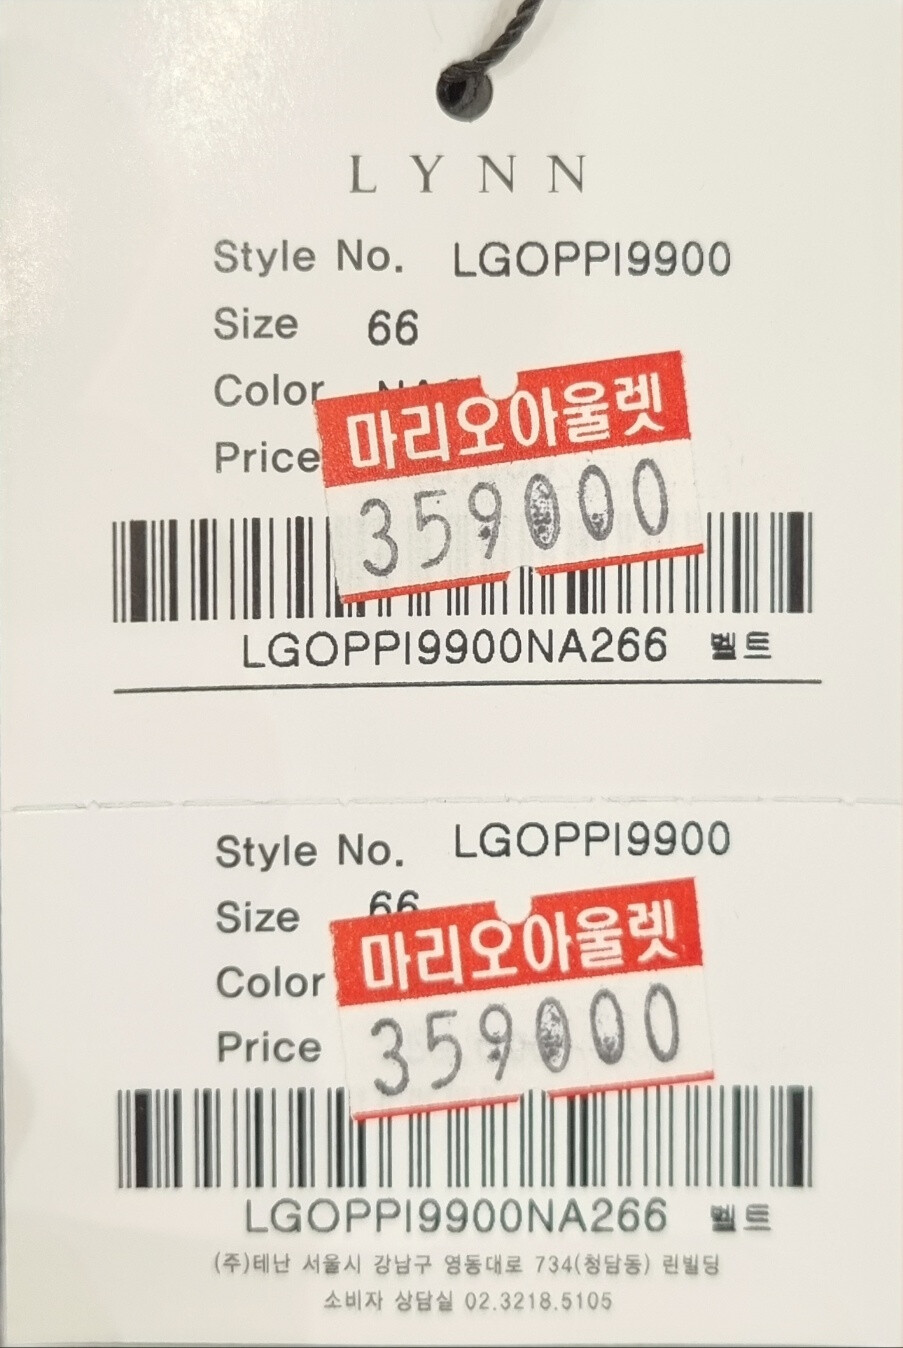 LYNN
Style No. LGOPPI9900
Size 66
Color
마리오아울렛
Price
359000
LGOPPI9900NA266 벨트
Style No. LGOPPI9900
Size 66
마리오아울렛
Color
Price 359000
LGOPPI9900NA266 벨트
(주)테난 서울시 강남구 영동대로 734(청담동) 린빌딩
소비자 상담실 02.3218.5105